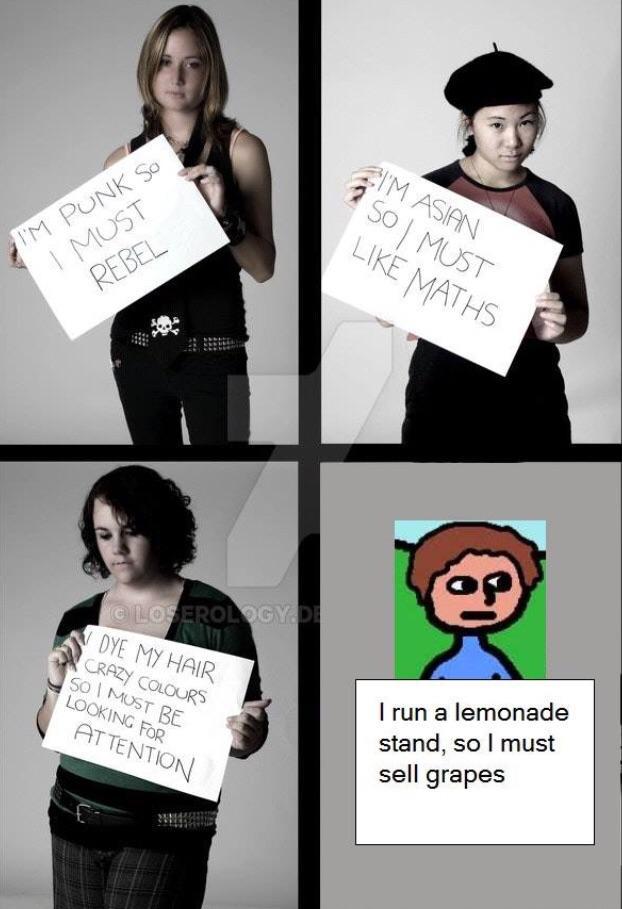 I'M PUNK SO
I MUST
REBEL
I'M ASIAN
SO I MUST
LIKE MATHS
© LOSEROLOGY.DE
I DYE MY HAIR
CRAZY COLOURS
SO I MUST BE
LOOKING FOR
ATTENTION
I run a lemonade
stand, so I must
sell grapes